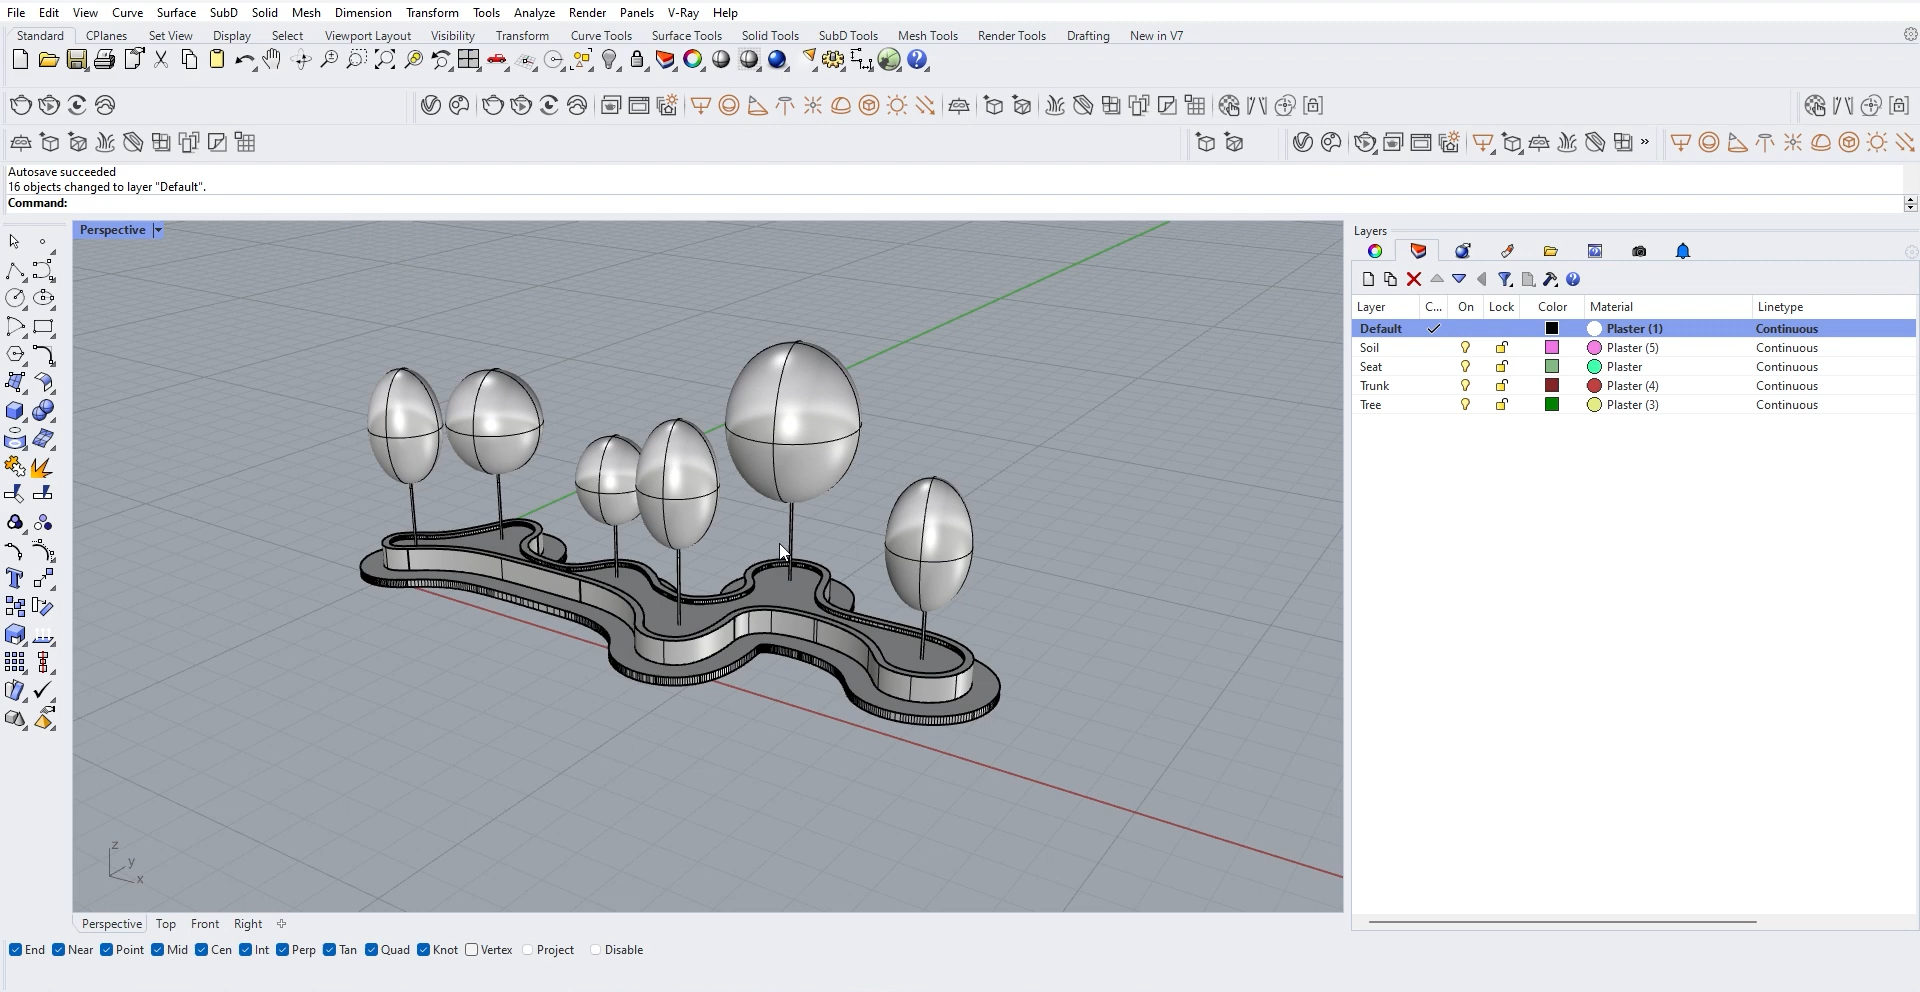 File Edit View Curve Surface SubD Solid Mesh Dimension Transform Tools Analyze Render Panels V-Ray Help
Standard CPlanes Set View Display Select Viewport Layout Visibility Transform Curve Tools Surface Tools Solid Tools SubD Tools Mesh Tools Render Tools Drafting New in V7
Autosave succeeded
16 objects changed to layer "Default".
Command:
Perspective
Layers
Layer C... On Lock Color Material Linetype
Default Plaster (1) Continuous
Soil Plaster (5) Continuous
Seat Plaster Continuous
Trunk Plaster (4) Continuous
Tree Plaster (3) Continuous
z
y
x
Perspective Top Front Right
End Near Point Mid Cen Int Perp Tan Quad Knot Vertex Project Disable